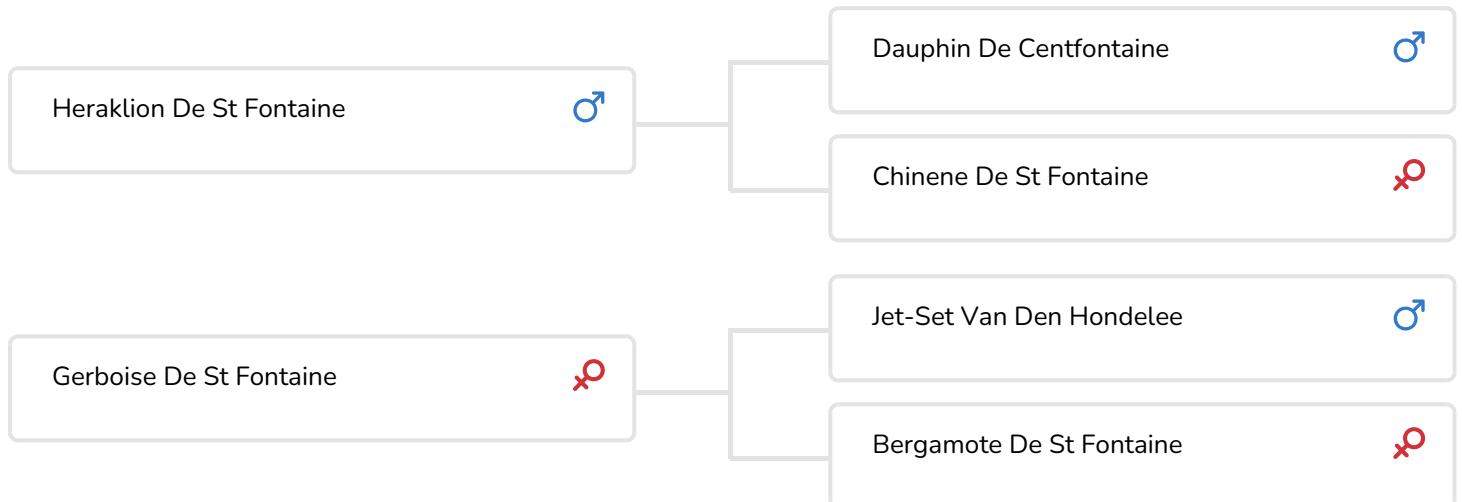 Dauphin De Centfontaine
Heraklion De St Fontaine
Chinene De St Fontaine
Jet-Set Van Den Hondelee
Gerboise De St Fontaine
Bergamote De St Fontaine